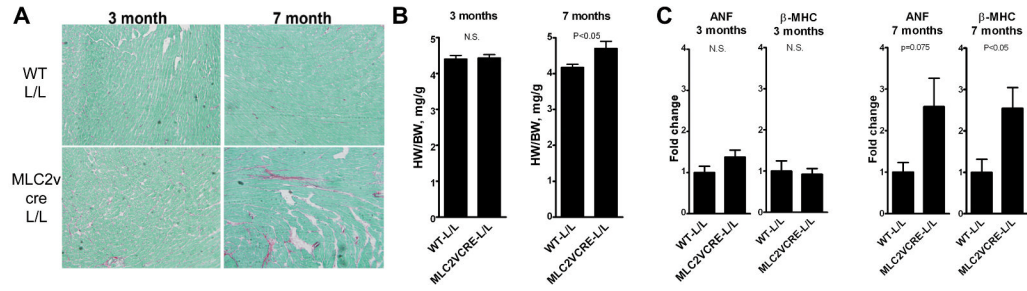 A
3 month
7 month
WT
L/L
MLC2v
cre
L/L
B
3 months
N.S.
HW/BW, mg/g
5
4
3
2
1
0
WT-L/L
MLC2VCRE-L/L
7 months
P<0.05
HW/BW, mg/g
5
4
3
2
1
0
WT-L/L
MLC2VCRE-L/L
C
ANF
3 months
N.S.
Fold change
4
3
2
1
0
WT-L/L
MLC2VCRE-L/L
β-MHC
3 months
N.S.
4
3
2
1
0
WT-L/L
MLC2VCRE-L/L
ANF
7 months
p=0.075
Fold change
4
3
2
1
0
WT-L/L
MLC2VCRE-L/L
β-MHC
7 months
P<0.05
4
3
2
1
0
WT-L/L
MLC2VCRE-L/L